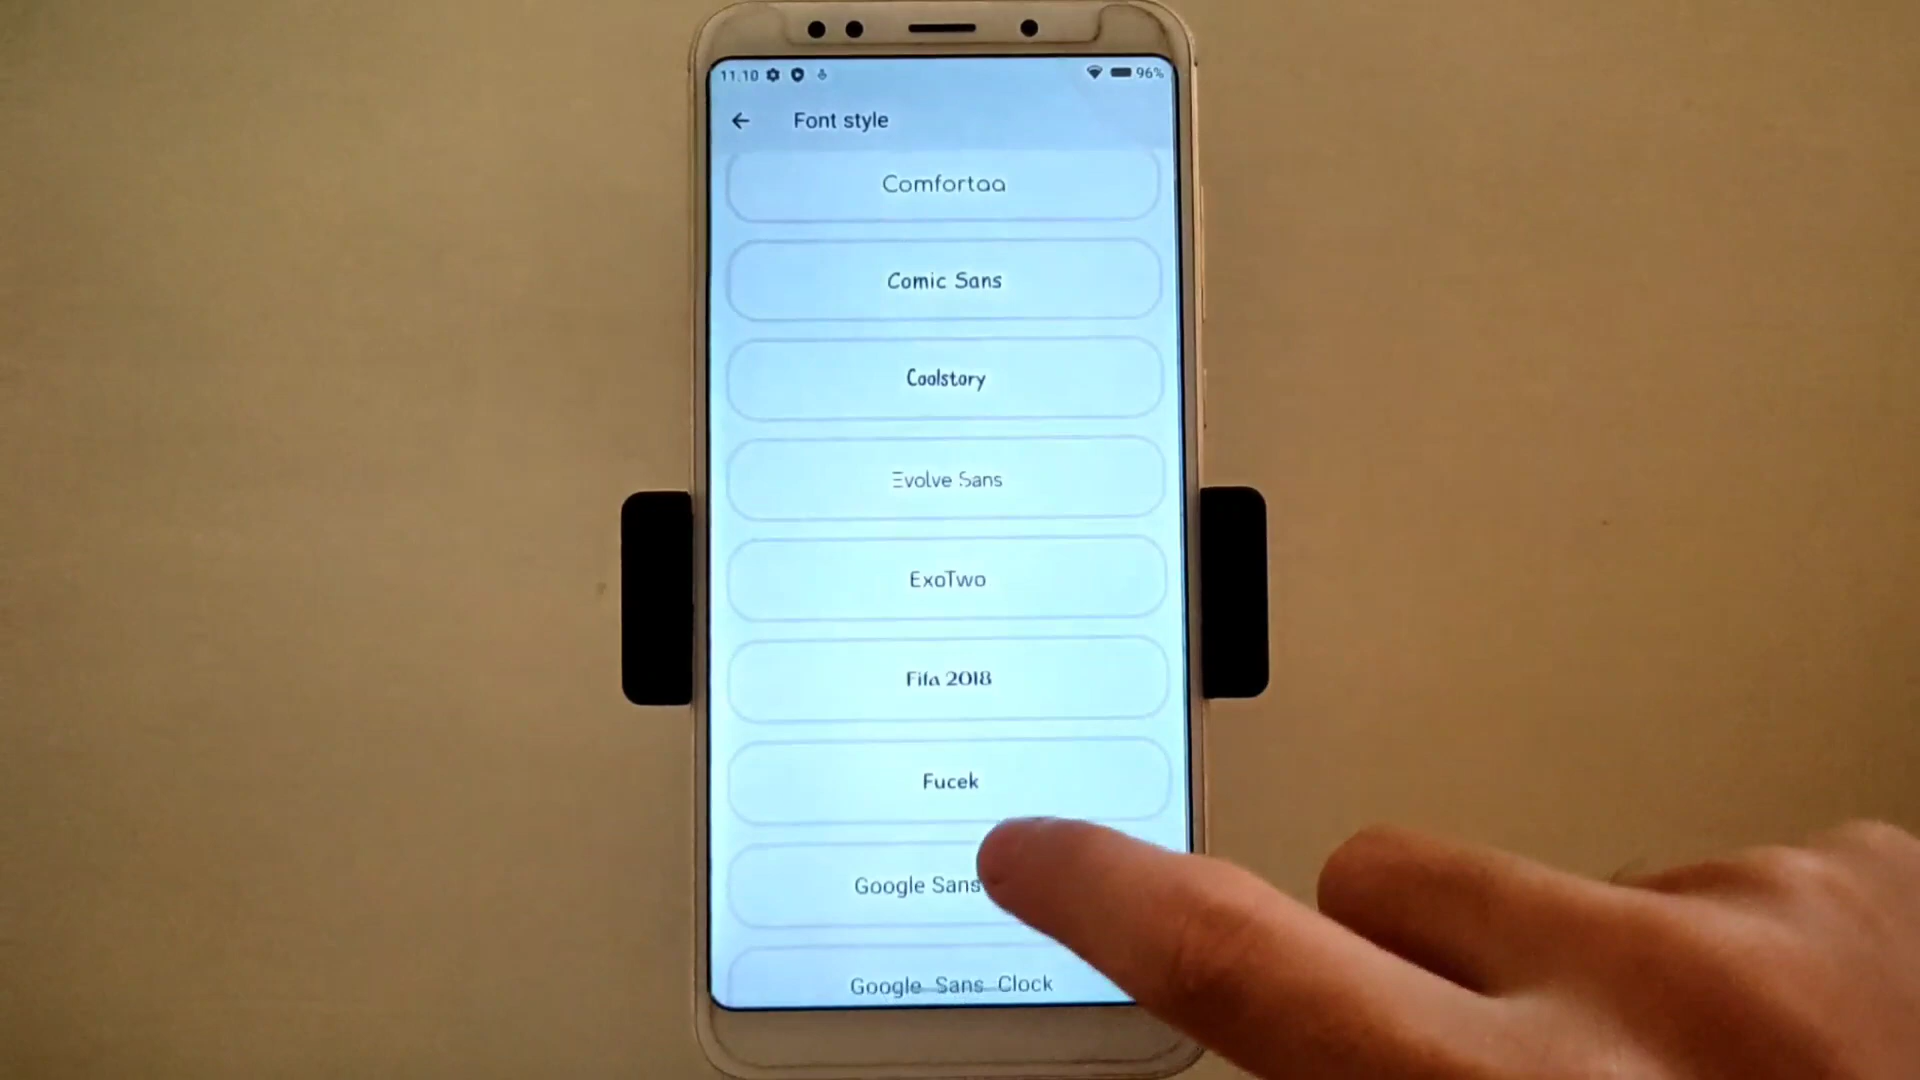 11.10 96%
Font style
Comfortaa
Comic Sans
Coolstory
Evolve Sans
ExoTwo
Fifa 2018
Fucek
Google Sans
Google Sans Clock